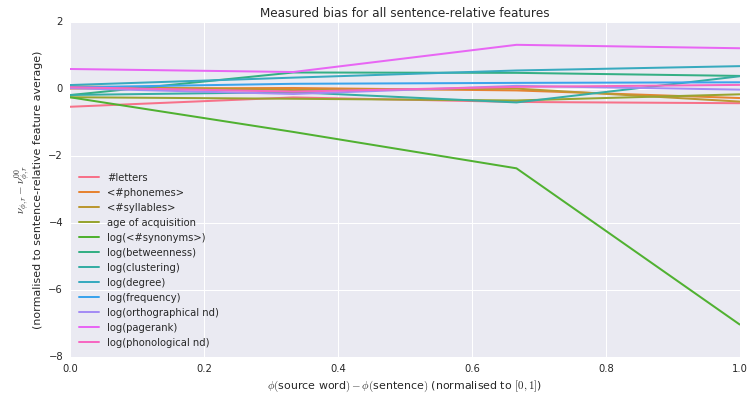 Measured bias for all sentence-relative features
2
0
−2
−4
−6
−8
ν_{φ,r} − ν^{00}_{φ,r}
(normalised to sentence-relative feature average)
#letters
<#phonemes>
<#syllables>
age of acquisition
log(<#synonyms>)
log(betweenness)
log(clustering)
log(degree)
log(frequency)
log(orthographical nd)
log(pagerank)
log(phonological nd)
0.0 0.2 0.4 0.6 0.8 1.0
φ(source word) − φ(sentence) (normalised to [0, 1])